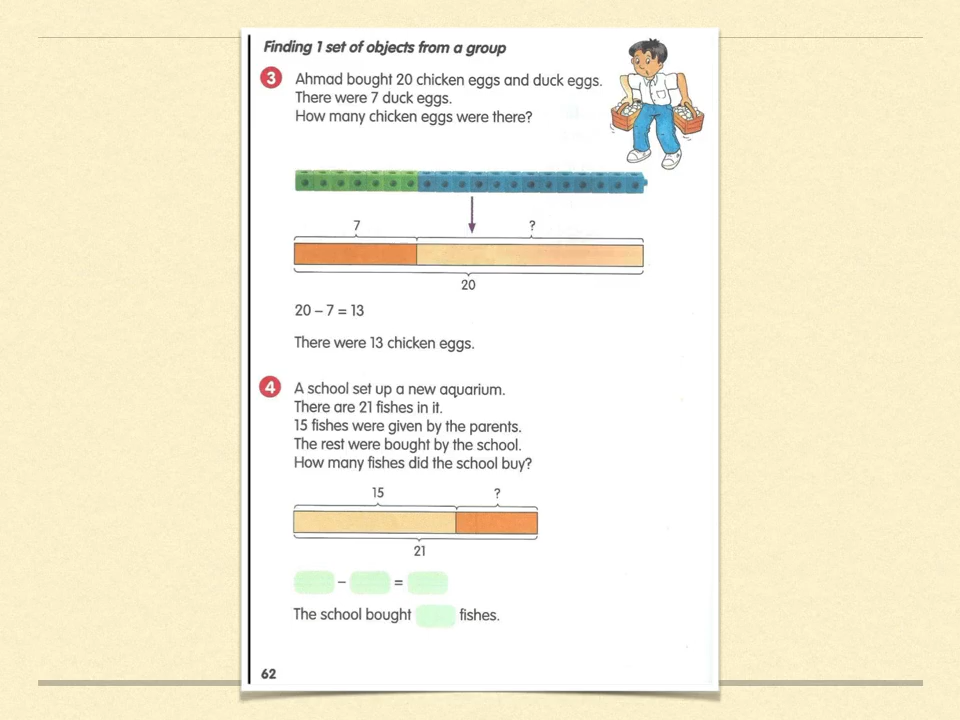 Finding 1 set of objects from a group
3 Ahmad bought 20 chicken eggs and duck eggs.
There were 7 duck eggs.
How many chicken eggs were there?
7 ?
20
20 – 7 = 13
There were 13 chicken eggs.
4 A school set up a new aquarium.
There are 21 fishes in it.
15 fishes were given by the parents.
The rest were bought by the school.
How many fishes did the school buy?
15 ?
21
– =
The school bought fishes.
62